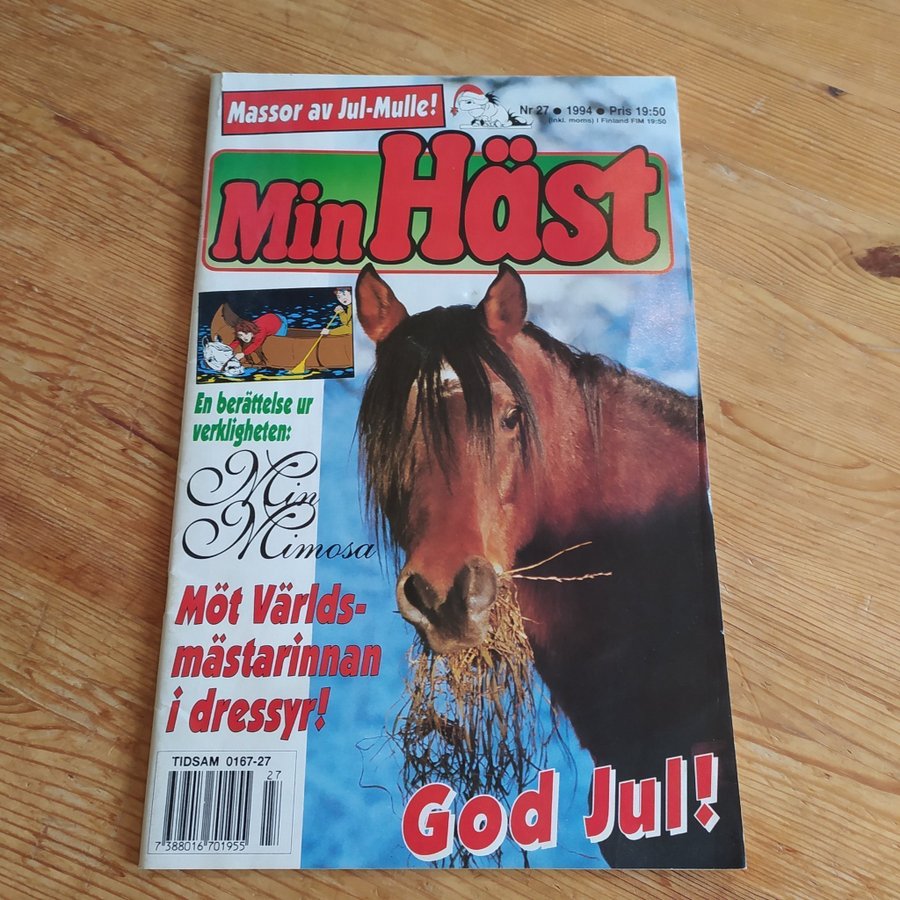 Massor av Jul-Mulle!
Nr 27 ● 1994 ● Pris 19:50
(inkl. moms) I Finland FIM 19:50
Min Häst
En berättelse ur
verkligheten:
Min
Mimosa
Möt Världs-
mästarinnan
i dressyr!
TIDSAM 0167-27
27
7 388016 701955
God Jul!